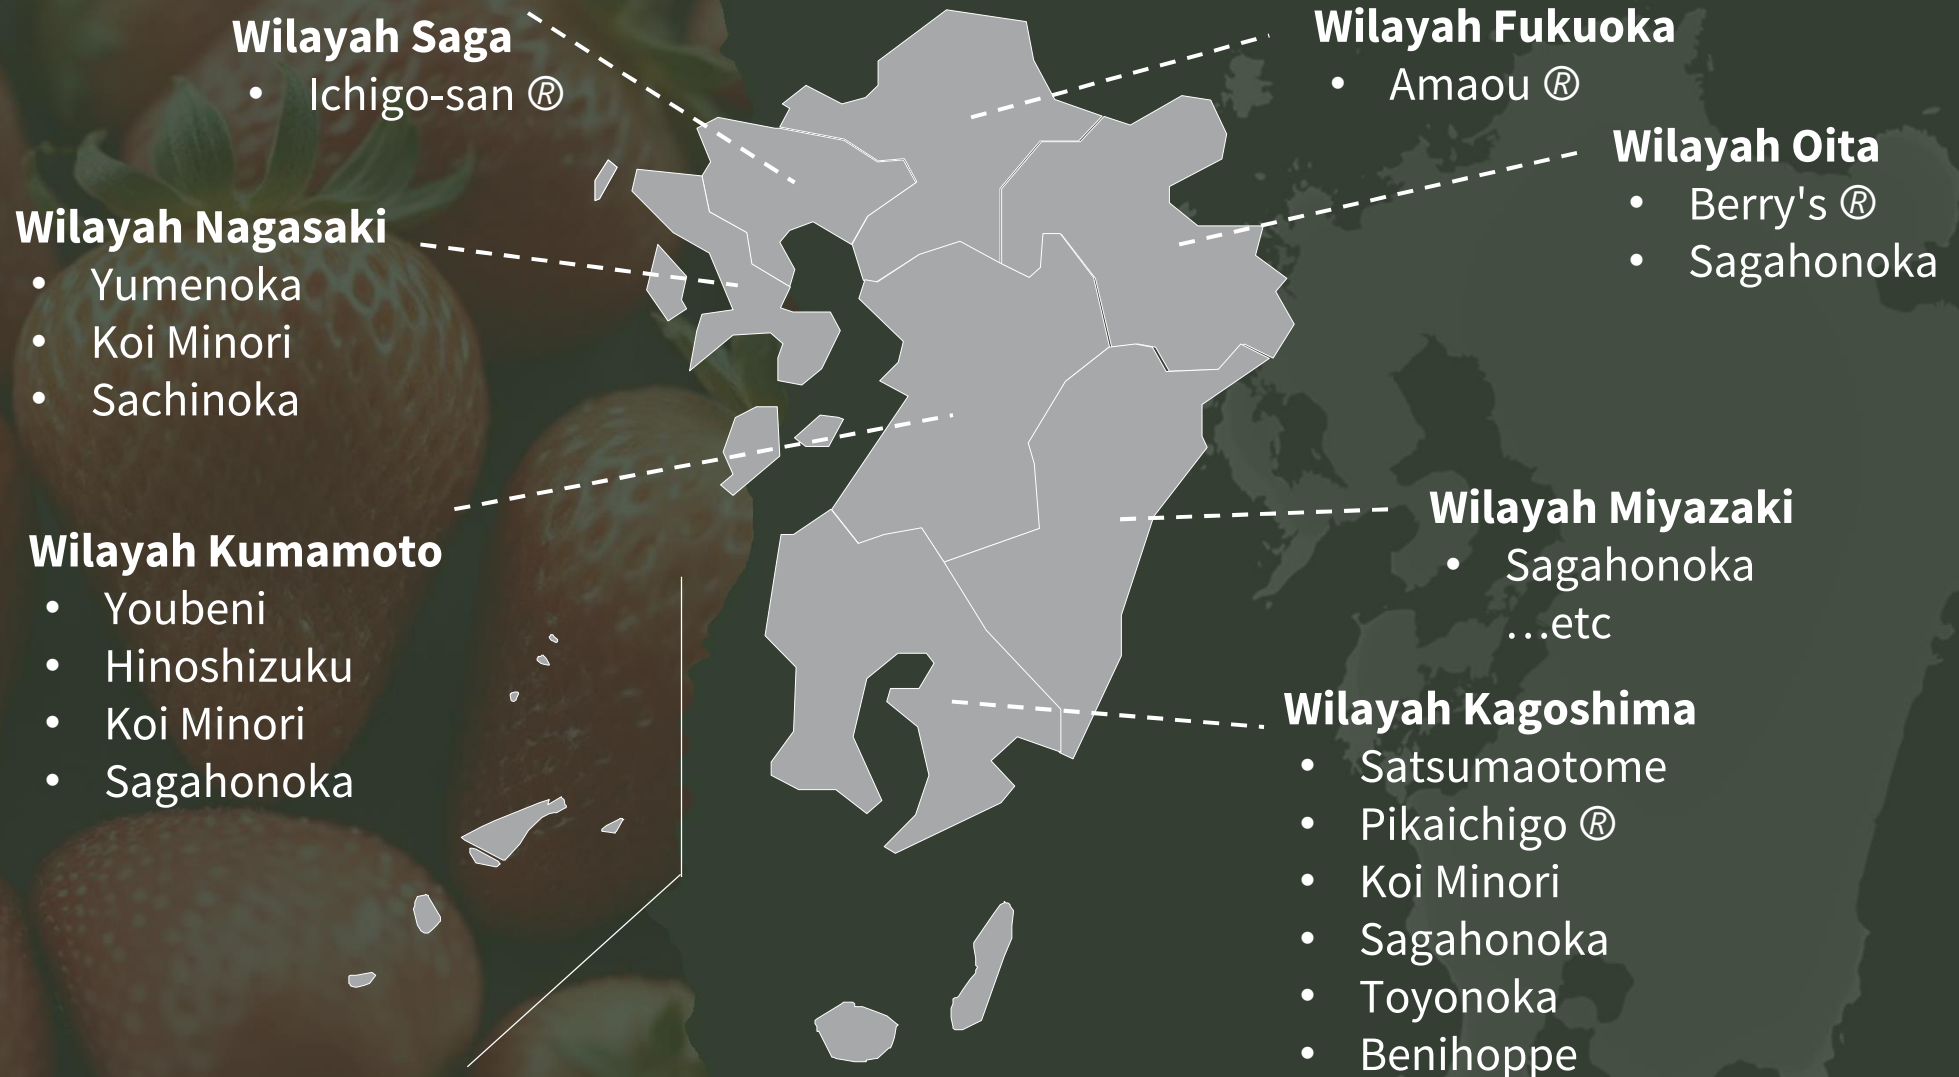 Wilayah Saga
• Ichigo-san ®
Wilayah Fukuoka
• Amaou ®
Wilayah Oita
• Berry's ®
• Sagahonoka
Wilayah Nagasaki
• Yumenoka
• Koi Minori
• Sachinoka
Wilayah Kumamoto
• Youbeni
• Hinoshizuku
• Koi Minori
• Sagahonoka
Wilayah Miyazaki
• Sagahonoka
…etc
Wilayah Kagoshima
• Satsumaotome
• Pikaichigo ®
• Koi Minori
• Sagahonoka
• Toyonoka
• Benihoppe